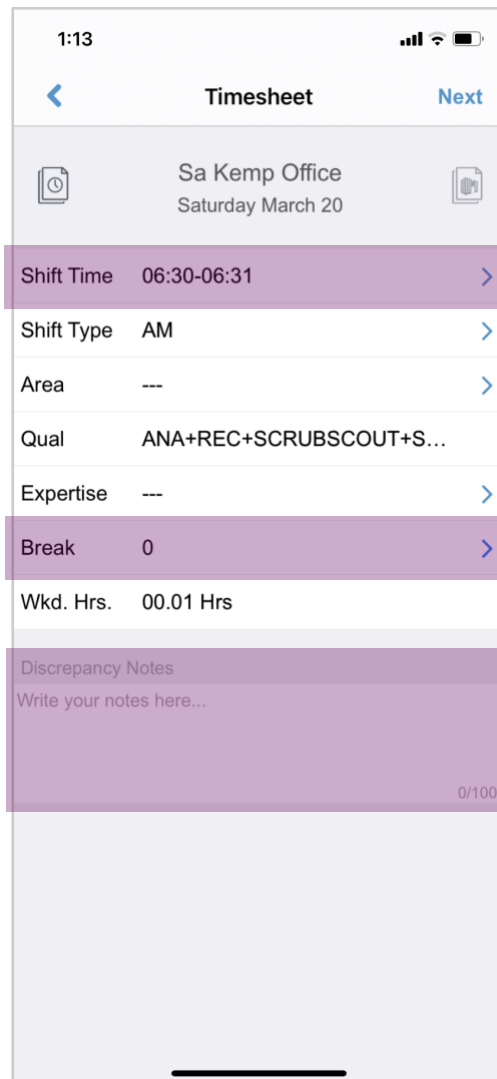 1:13
Timesheet Next
Sa Kemp Office
Saturday March 20
Shift Time 06:30-06:31
Shift Type AM
Area ---
Qual ANA+REC+SCRUBSCOUT+S...
Expertise ---
Break 0
Wkd. Hrs. 00.01 Hrs
Discrepancy Notes
Write your notes here...
0/100